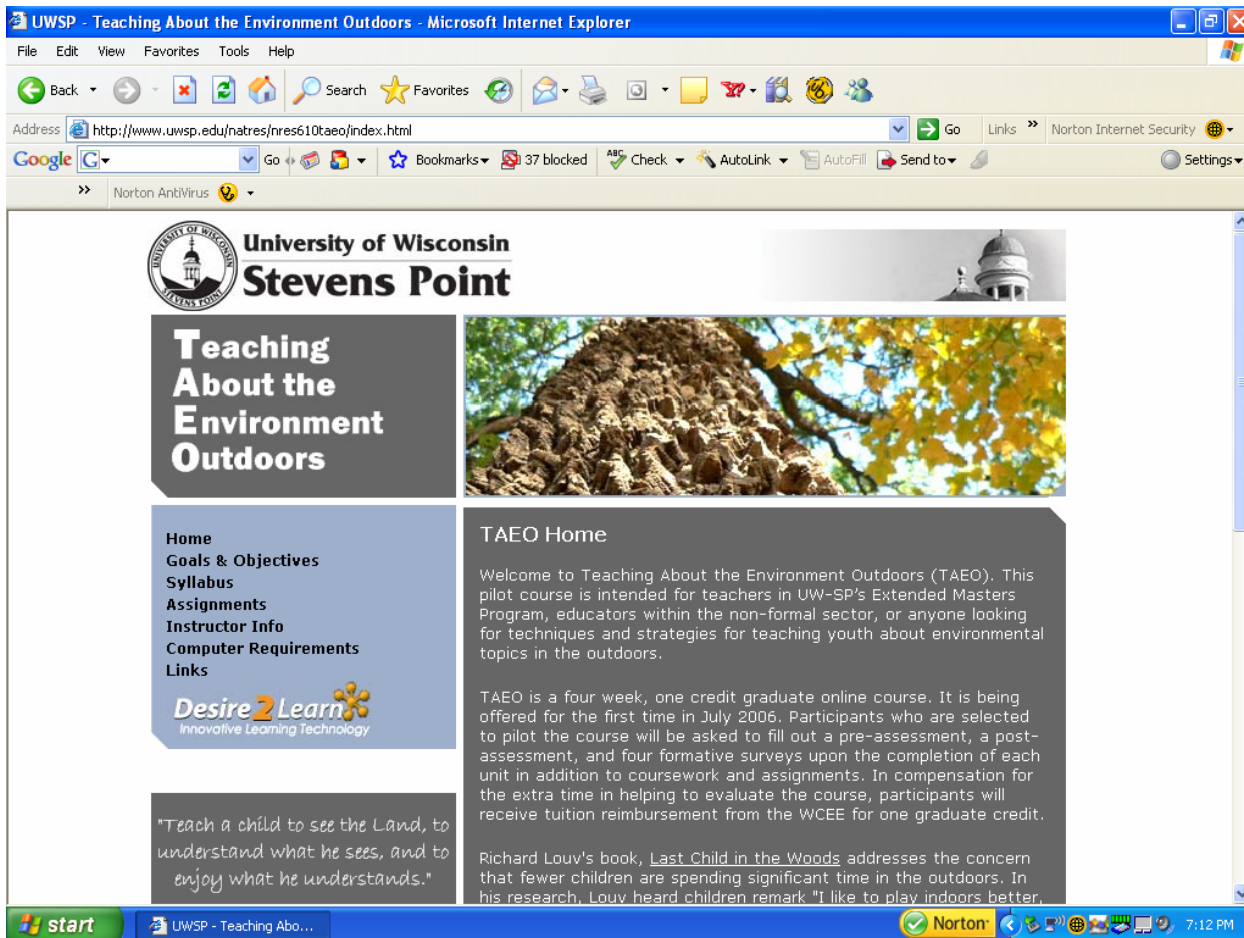 UWSP - Teaching About the Environment Outdoors - Microsoft Internet Explorer
File Edit View Favorites Tools Help
Back Search Favorites
Address http://www.uwsp.edu/natres/nres610taeo/index.html Go Links » Norton Internet Security
Google G Go Bookmarks 37 blocked ABC Check AutoLink AutoFill Send to Settings
» Norton AntiVirus
UNIVERSITY OF WISCONSIN
STEVENS POINT
University of Wisconsin
Stevens Point
Teaching
About the
Environment
Outdoors
Home
Goals & Objectives
Syllabus
Assignments
Instructor Info
Computer Requirements
Links
Desire 2 Learn
Innovative Learning Technology
"Teach a child to see the Land, to
understand what he sees, and to
enjoy what he understands."
TAEO Home
Welcome to Teaching About the Environment Outdoors (TAEO). This
pilot course is intended for teachers in UW-SP's Extended Masters
Program, educators within the non-formal sector, or anyone looking
for techniques and strategies for teaching youth about environmental
topics in the outdoors.
TAEO is a four week, one credit graduate online course. It is being
offered for the first time in July 2006. Participants who are selected
to pilot the course will be asked to fill out a pre-assessment, a post-
assessment, and four formative surveys upon the completion of each
unit in addition to coursework and assignments. In compensation for
the extra time in helping to evaluate the course, participants will
receive tuition reimbursement from the WCEE for one graduate credit.
Richard Louv's book, Last Child in the Woods addresses the concern
that fewer children are spending significant time in the outdoors. In
his research, Louv heard children remark "I like to play indoors better,
start UWSP - Teaching Abo... Norton 7:12 PM